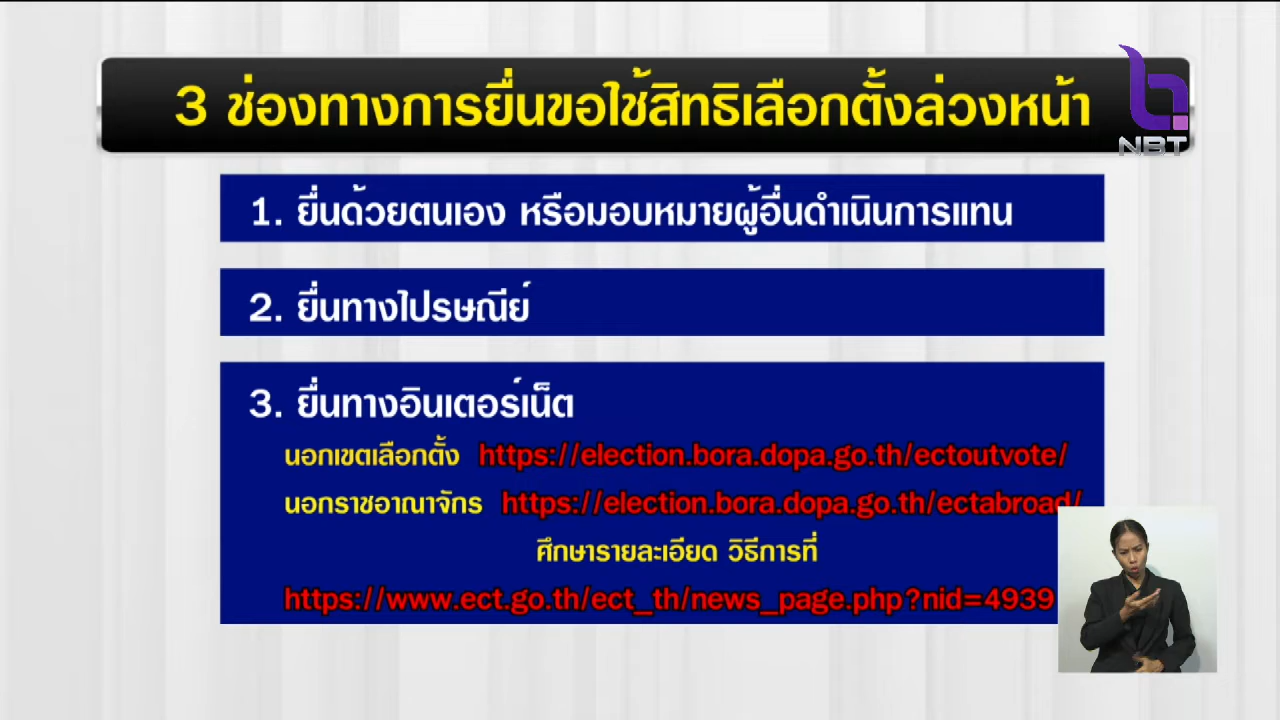 3 ช่องทางการยื่นขอใช้สิทธิเลือกตั้งล่วงหน้า
NBT
1. ยื่นด้วยตนเอง หรือมอบหมายผู้อื่นดำเนินการแทน
2. ยื่นทางไปรษณีย์
3. ยื่นทางอินเตอร์เน็ต
นอกเขตเลือกตั้ง https://election.bora.dopa.go.th/ectoutvote/
นอกราชอาณาจักร https://election.bora.dopa.go.th/ectabroad/
ศึกษารายละเอียด วิธีการที่
https://www.ect.go.th/ect_th/news_page.php?nid=4939